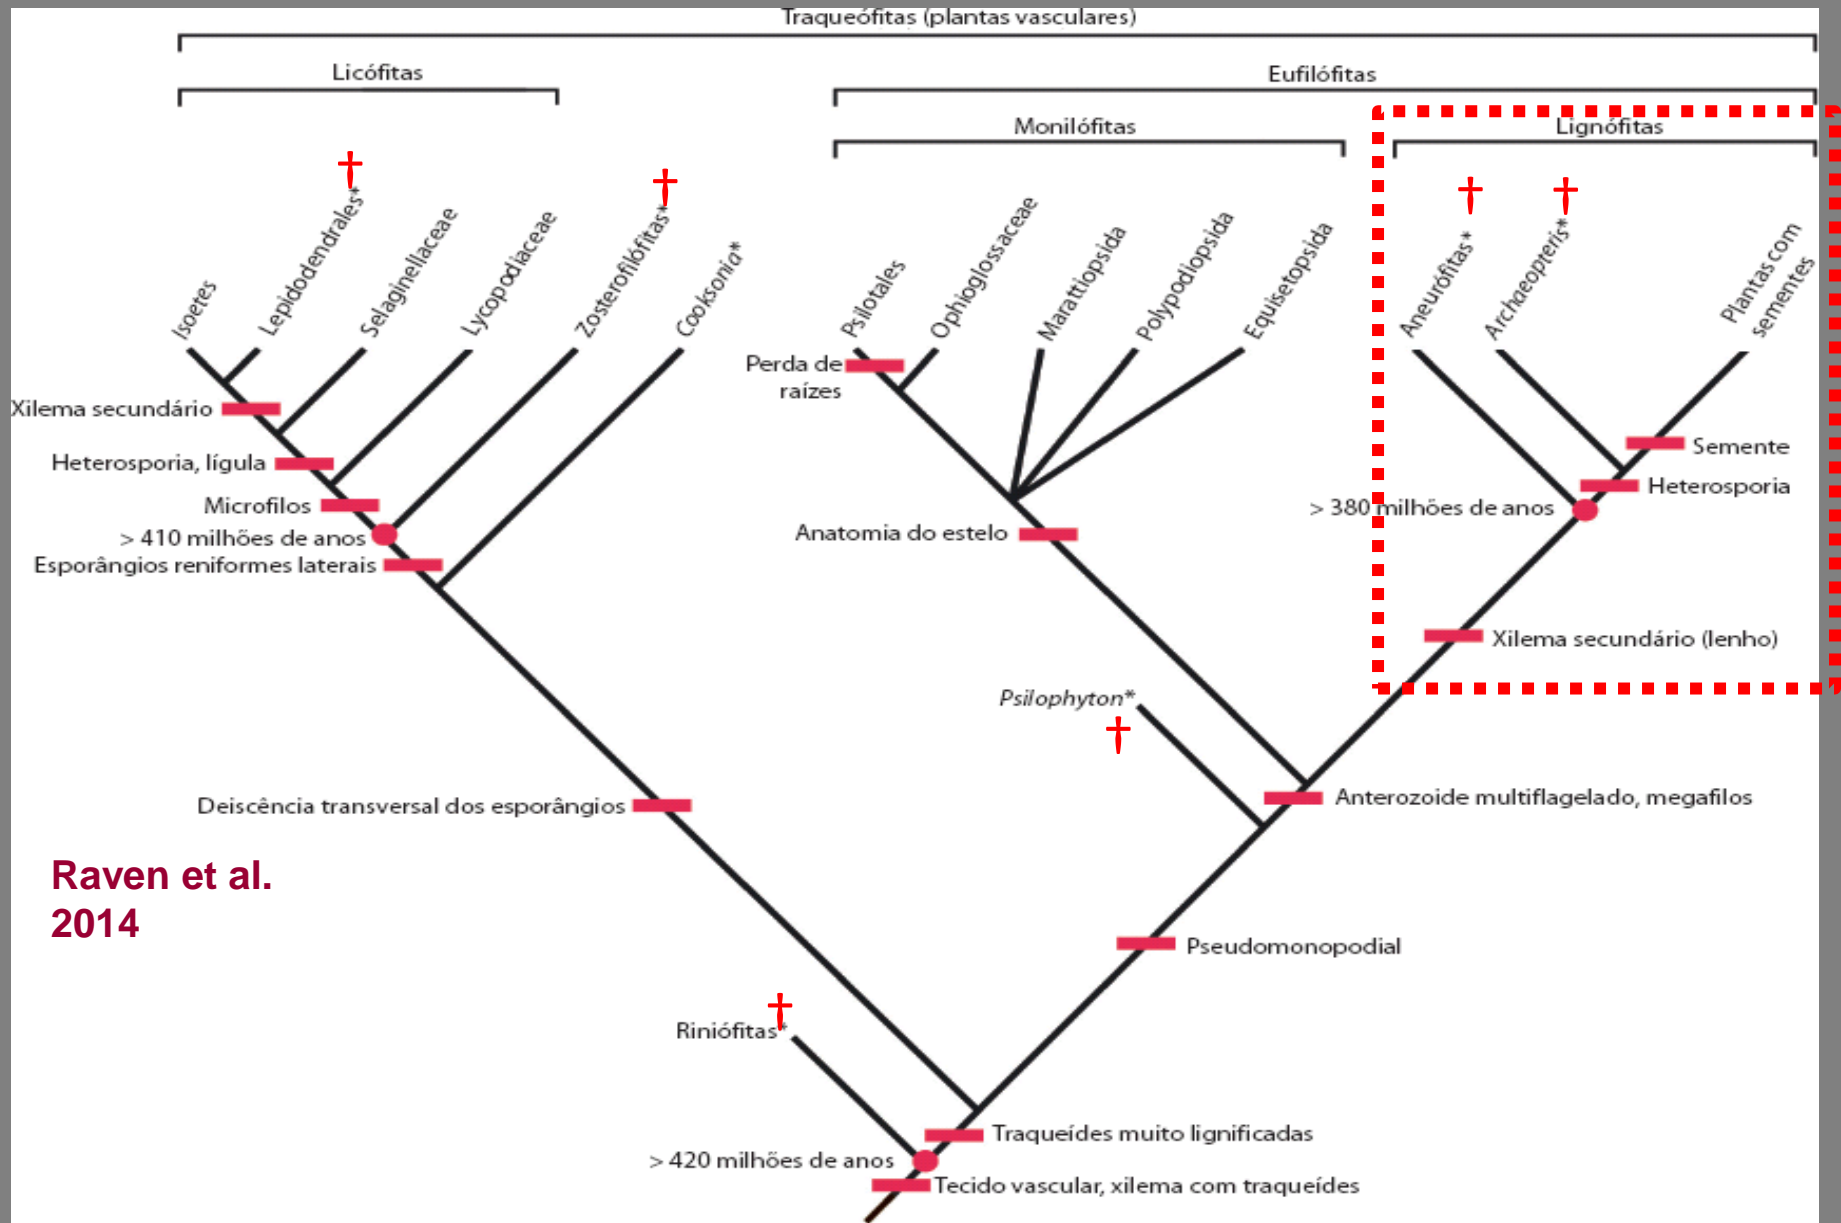 Traqueófitas (plantas vasculares)
Licófitas
Eufilófitas
Monilófitas
Lignófitas
†
†
†
†
Isoetes
Lepidodendrales*
Selaginellaceae
Lycopodiaceae
Zosterofilófitas*
Cooksonia*
Psilotales
Ophioglossaceae
Marattiopsida
Polypodiopsida
Equisetopsida
Aneurófitas*
Archaeopteris*
Plantas com
sementes
Perda de
raízes
Xilema secundário
Heterosporia, lígula
Microfilos
> 410 milhões de anos
Esporângios reniformes laterais
Anatomia do estelo
Semente
Heterosporia
> 380 milhões de anos
Xilema secundário (lenho)
Psilophyton*
†
Deiscência transversal dos esporângios
Anterozoide multiflagelado, megafilos
Raven et al.
2014
Pseudomonopodial
†
Riniófitas*
Traqueídes muito lignificadas
> 420 milhões de anos
Tecido vascular, xilema com traqueídes